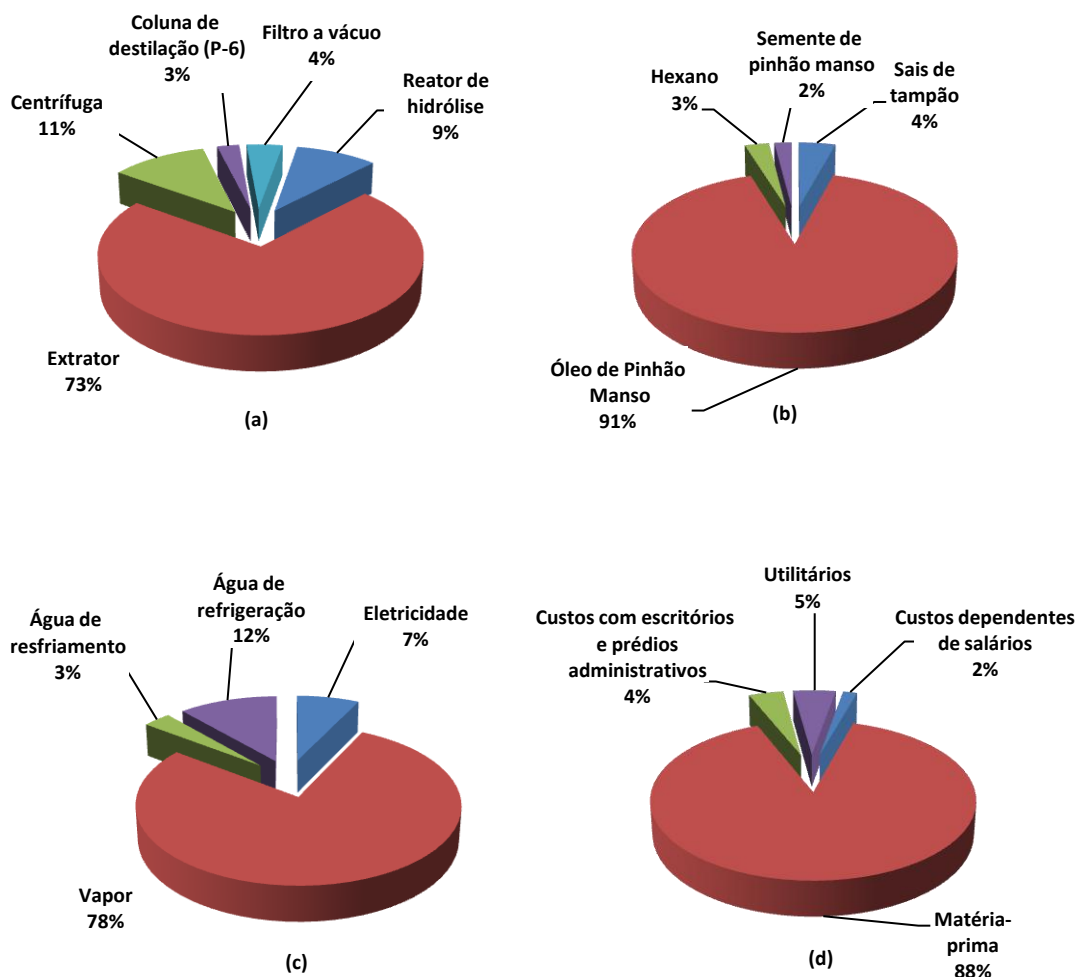 Coluna de
destilação (P-6)
3%
Filtro a vácuo
4%
Centrífuga
11%
Reator de
hidrólise
9%
Extrator
73%
(a)
Hexano
3%
Semente de
pinhão manso
2%
Sais de
tampão
4%
Óleo de Pinhão
Manso
91%
(b)
Água de
resfriamento
3%
Água de
refrigeração
12%
Eletricidade
7%
Vapor
78%
(c)
Custos com escritórios
e prédios
administrativos
4%
Utilitários
5%
Custos dependentes
de salários
2%
Matéria-
prima
88%
(d)